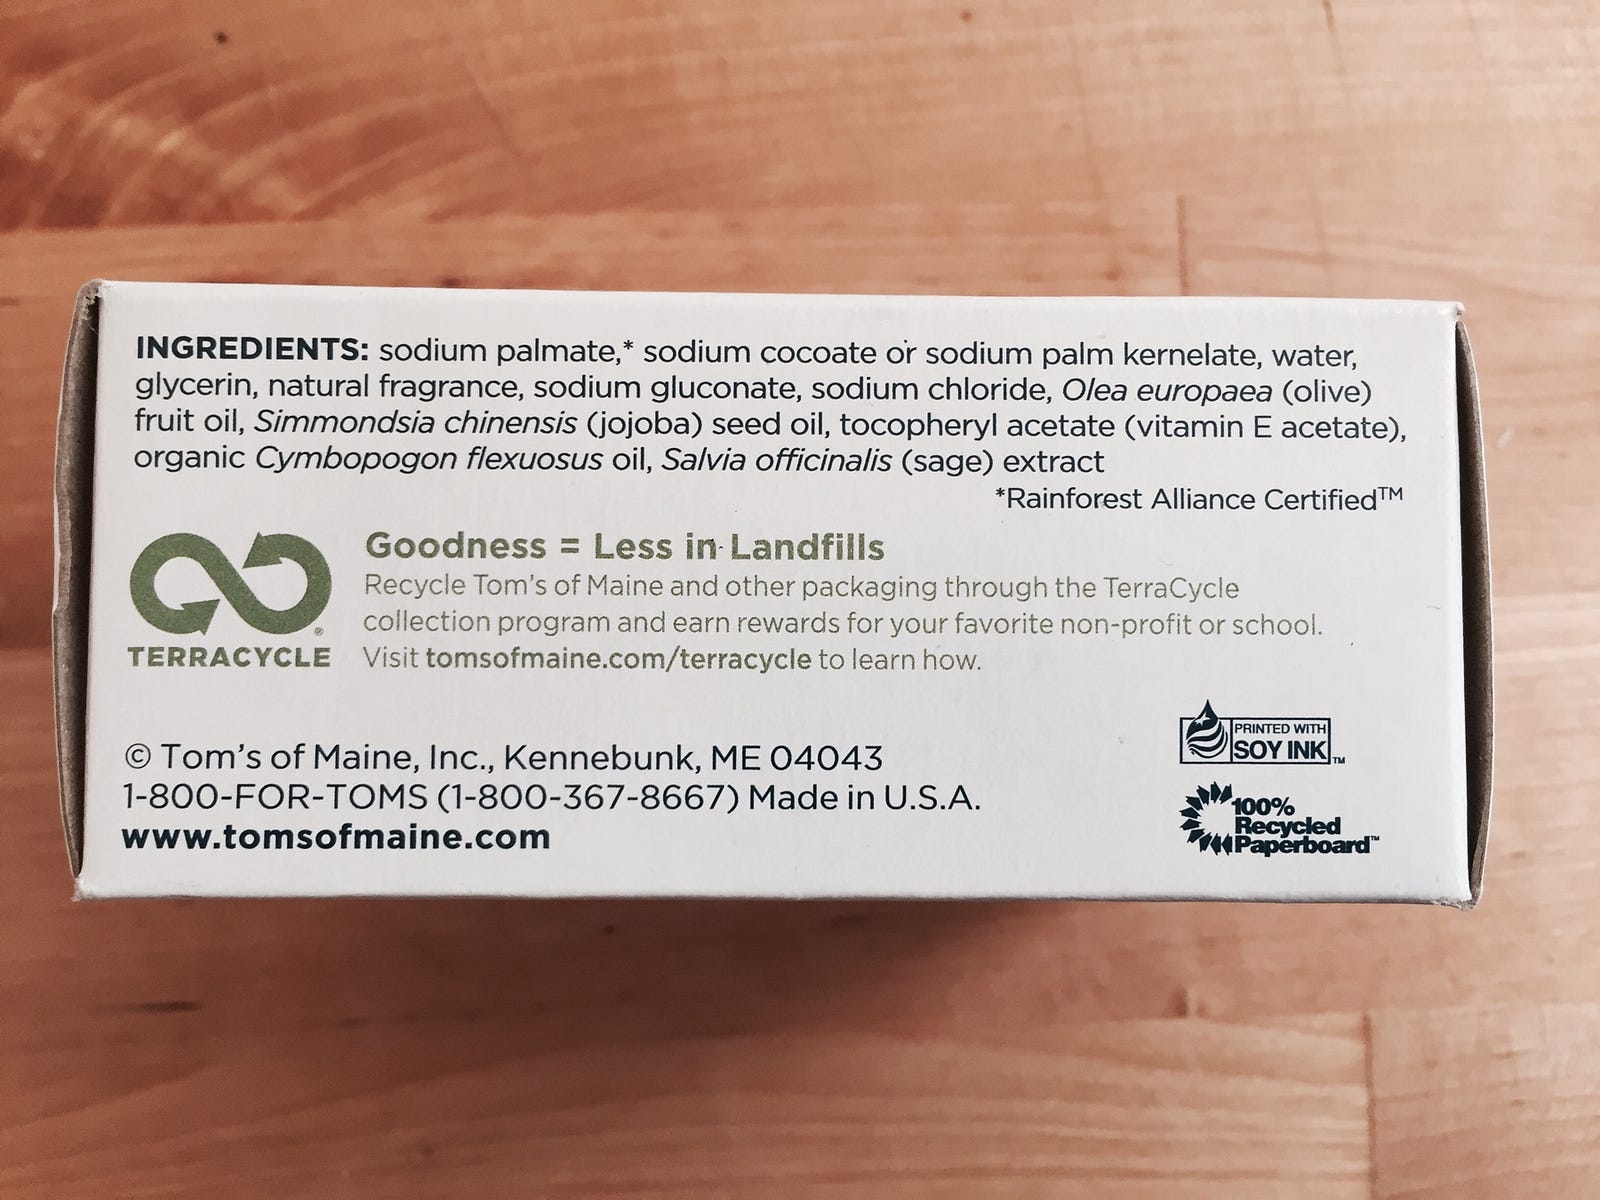 INGREDIENTS: sodium palmate,* sodium cocoate or sodium palm kernelate, water,
glycerin, natural fragrance, sodium gluconate, sodium chloride, Olea europaea (olive)
fruit oil, Simmondsia chinensis (jojoba) seed oil, tocopheryl acetate (vitamin E acetate),
organic Cymbopogon flexuosus oil, Salvia officinalis (sage) extract
*Rainforest Alliance Certified™
Goodness = Less in Landfills
Recycle Tom's of Maine and other packaging through the TerraCycle
collection program and earn rewards for your favorite non-profit or school.
Visit tomsofmaine.com/terracycle to learn how.
®
TERRACYCLE
© Tom's of Maine, Inc., Kennebunk, ME 04043
1-800-FOR-TOMS (1-800-367-8667) Made in U.S.A.
www.tomsofmaine.com
PRINTED WITH
SOY INK™
100%
Recycled
Paperboard™